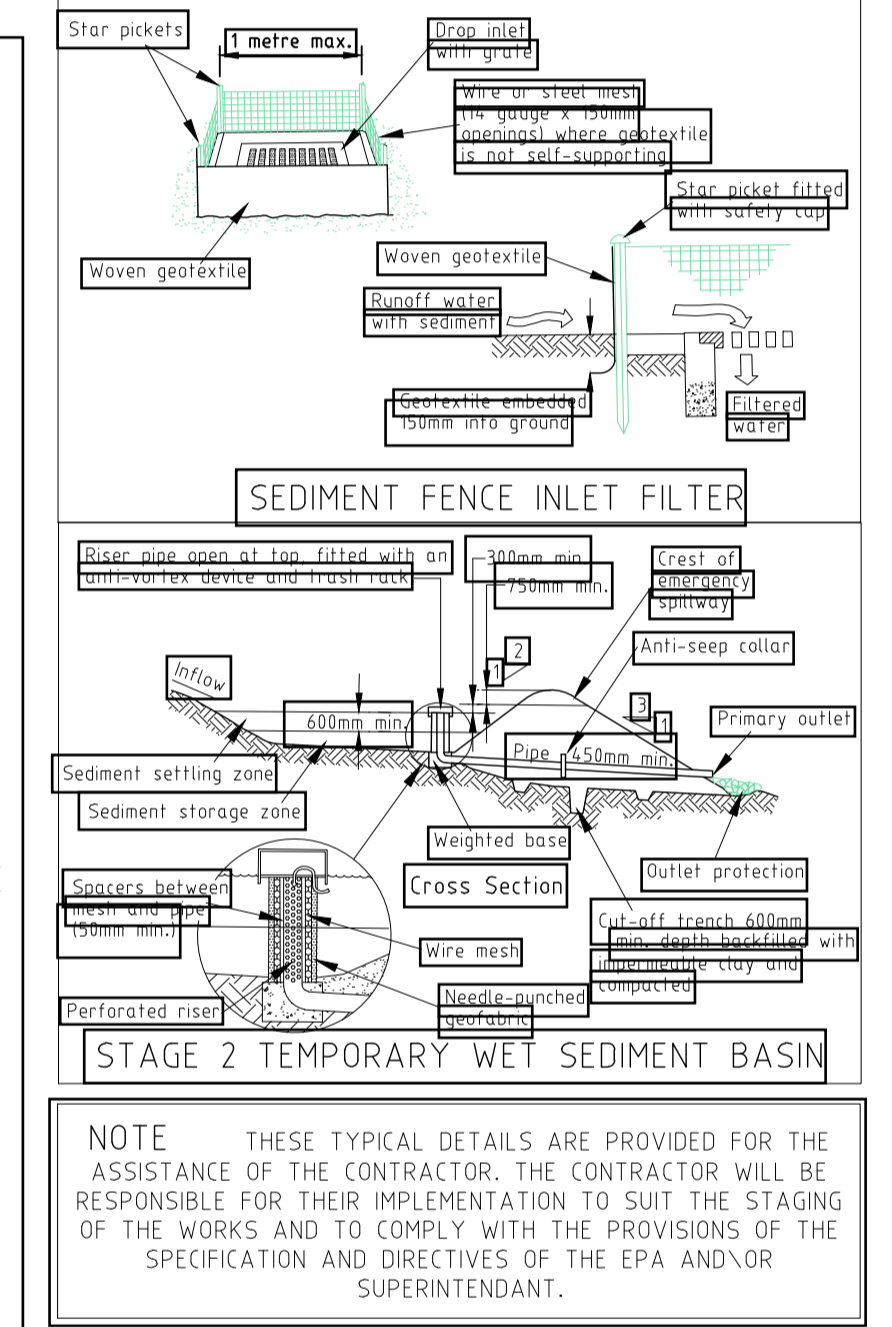 Star pickets
1 metre max.
Drop inlet
with grate
Wire or steel mesh
(14 gauge x 150mm
openings) where geotextile
is not self-supporting
Star picket fitted
with safety cap
Woven geotextile
Woven geotextile
Runoff water
with sediment
Geotextile embedded
150mm into ground
Filtered
water
SEDIMENT FENCE INLET FILTER
Riser pipe open at top, fitted with an
anti-vortex device and trash rack
300mm min.
750mm min.
Crest of
emergency
spillway
2
1
Anti-seep collar
Inflow
3
1
600mm min.
Primary outlet
Pipe 450mm min.
Sediment settling zone
Sediment storage zone
Weighted base
Outlet protection
Cross Section
Spacers between
mesh and pipe
(50mm min.)
Cut-off trench 600mm
min. depth backfilled with
impermeable clay and
compacted
Wire mesh
Needle-punched
geofabric
Perforated riser
STAGE 2 TEMPORARY WET SEDIMENT BASIN
NOTE THESE TYPICAL DETAILS ARE PROVIDED FOR THE
ASSISTANCE OF THE CONTRACTOR. THE CONTRACTOR WILL BE
RESPONSIBLE FOR THEIR IMPLEMENTATION TO SUIT THE STAGING
OF THE WORKS AND TO COMPLY WITH THE PROVISIONS OF THE
SPECIFICATION AND DIRECTIVES OF THE EPA AND\OR
SUPERINTENDANT.